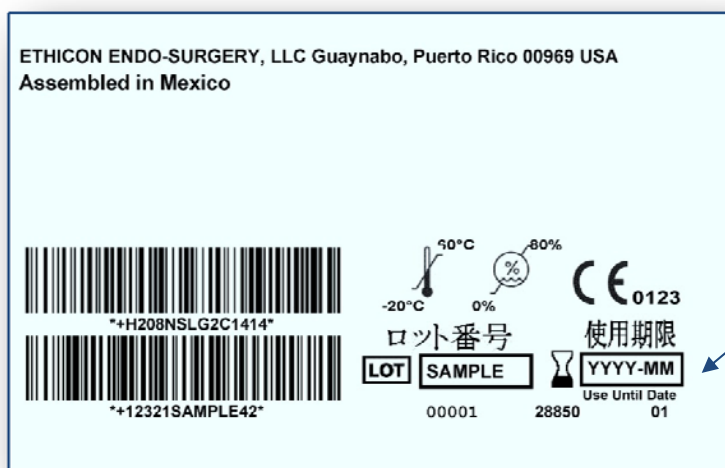 ETHICON ENDO-SURGERY, LLC Guaynabo, Puerto Rico 00969 USA
Assembled in Mexico
60°C
80%
%
-20°C
0%
CE 0123
*+H208NSLG2C1414*
ロット番号
使用期限
LOT
SAMPLE
YYYY-MM
Use Until Date
*+12321SAMPLE42*
00001
28850
01